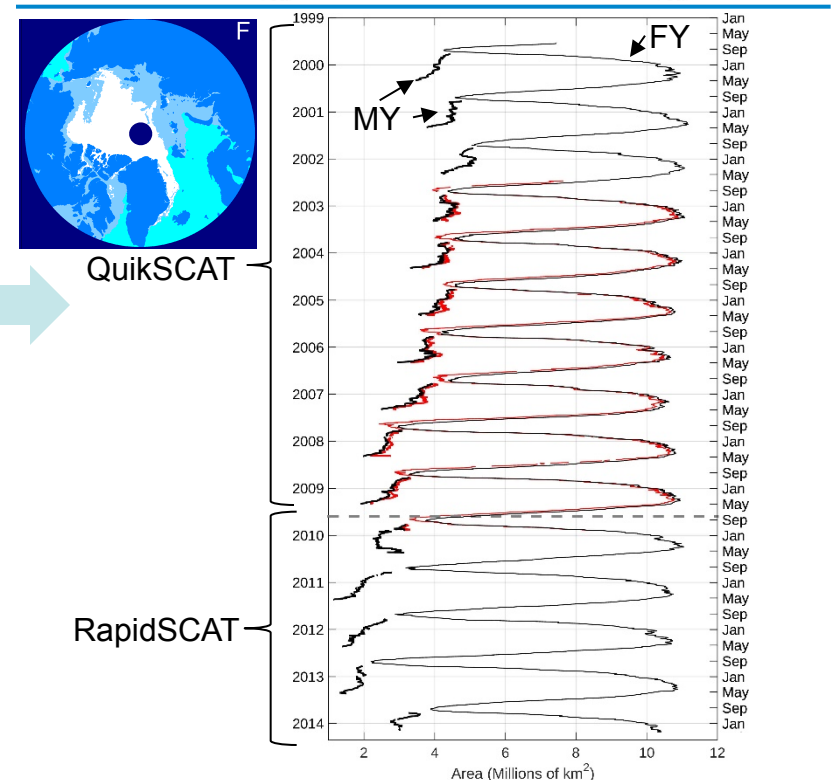 F
QuikSCAT
RapidSCAT
MY
FY
1999
2000
2001
2002
2003
2004
2005
2006
2007
2008
2009
2010
2011
2012
2013
2014
Jan
May
Sep
Jan
May
Sep
Jan
May
Sep
Jan
May
Sep
Jan
May
Sep
Jan
May
Sep
Jan
May
Sep
Jan
May
Sep
Jan
May
Sep
Jan
May
Sep
Jan
May
Sep
Jan
May
Sep
Jan
May
Sep
Jan
May
Sep
Jan
May
Sep
Jan
2 4 6 8 10 12
Area (Millions of km²)